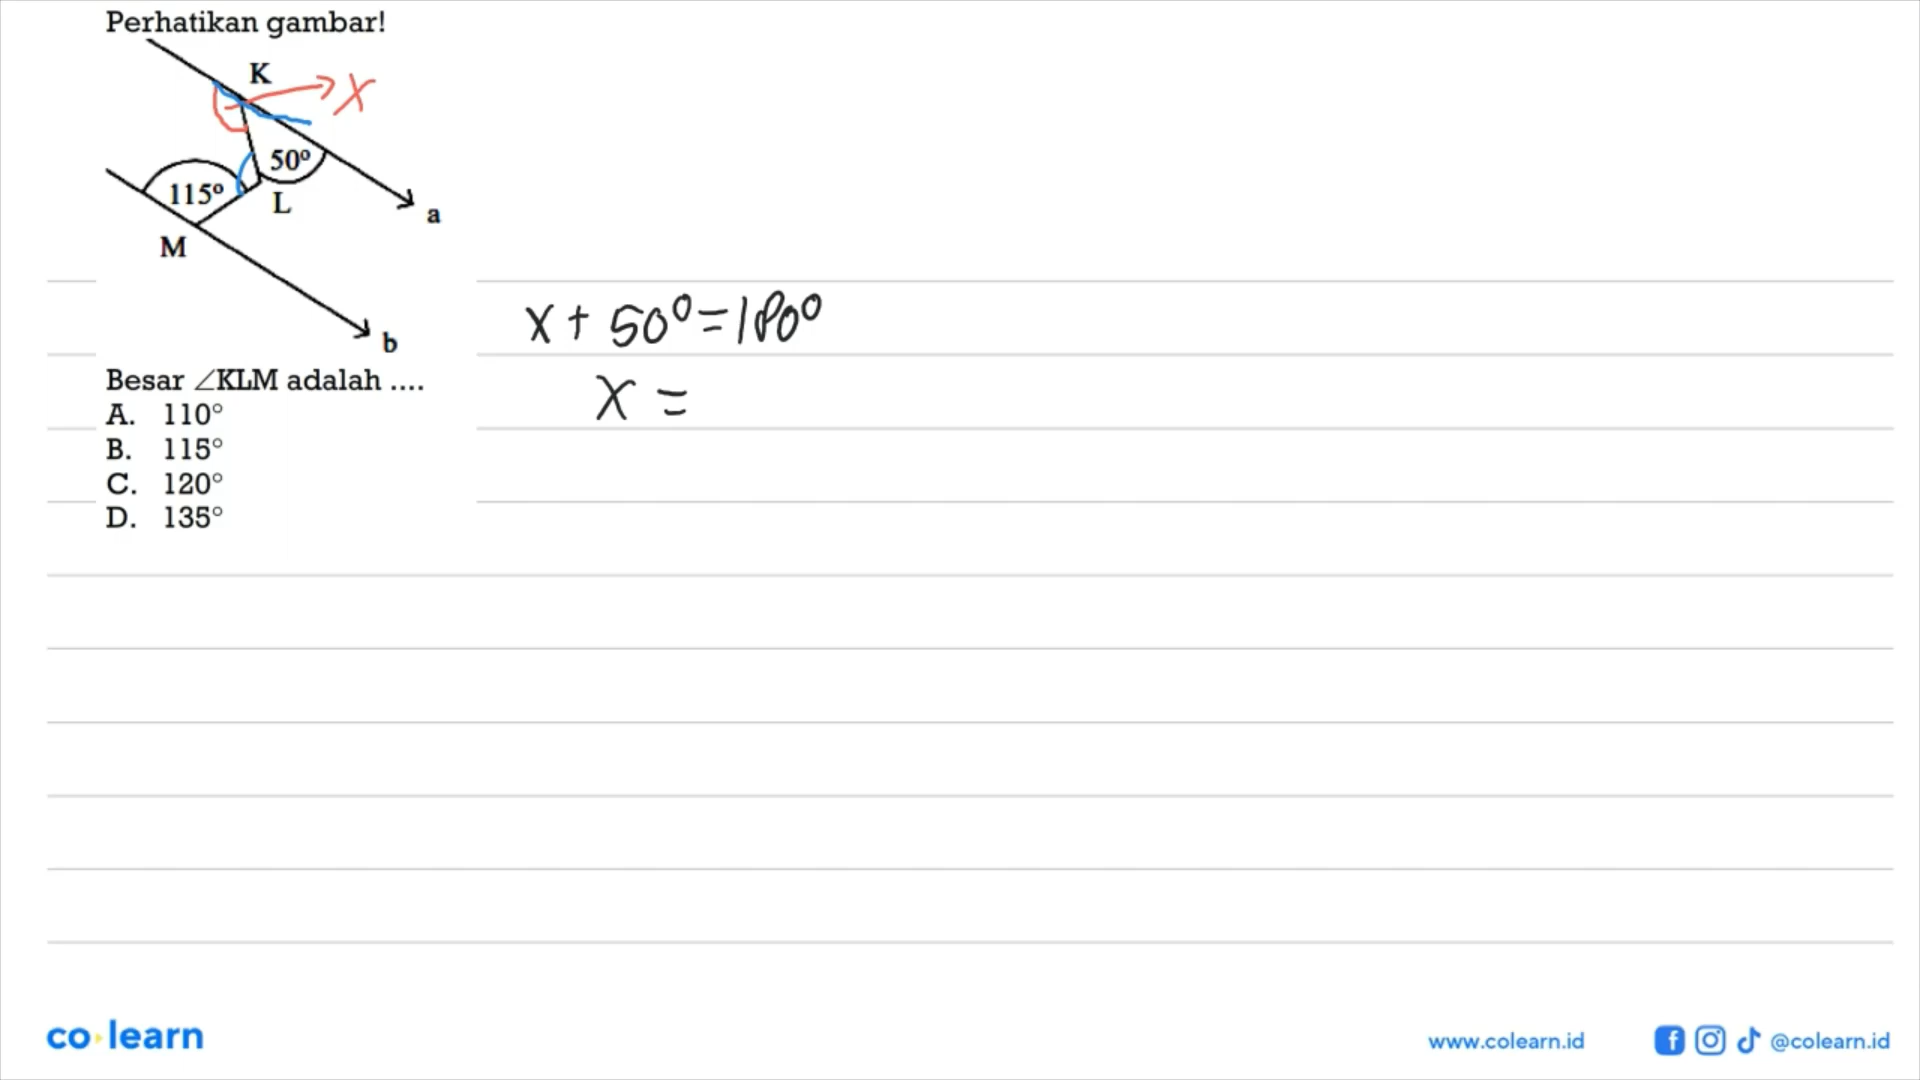 Perhatikan gambar!
K
X
50°
115°
L
a
M
b
x + 50° = 180°
x =
Besar ∠KLM adalah ....
A. 110°
B. 115°
C. 120°
D. 135°
co learn
www.colearn.id
@colearn.id